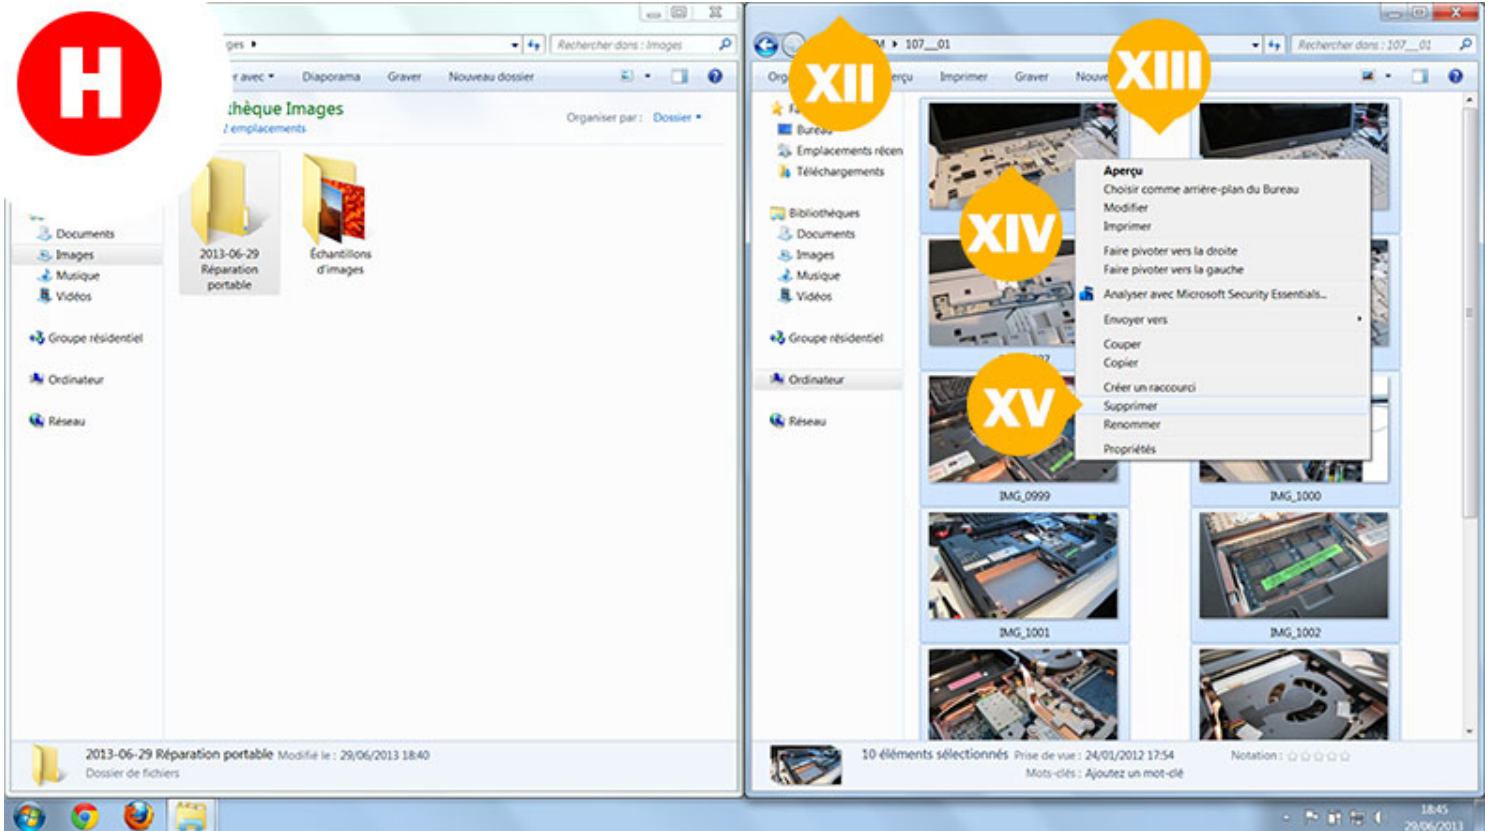 H
XII
XIII
XIV
XV
ges
Rechercher dans : Images
r avec
Diaporama
Graver
Nouveau dossier
thèque Images
emplacements
Organiser par :
Dossier
2013-06-29
Réparation
portable
Échantillons
d'images
Documents
Images
Musique
Vidéos
Groupe résidentiel
Ordinateur
Réseau
2013-06-29 Réparation portable Modifié le : 29/06/2013 18:40
Dossier de fichiers
M
107__01
Rechercher dans : 107__01
Org
erçu
Imprimer
Graver
Nouve
Fa
Bureau
Emplacements récen
Téléchargements
Bibliothèques
Documents
Images
Musique
Vidéos
Groupe résidentiel
Ordinateur
Réseau
Aperçu
Choisir comme arrière-plan du Bureau
Modifier
Imprimer
Faire pivoter vers la droite
Faire pivoter vers la gauche
Analyser avec Microsoft Security Essentials...
Envoyer vers
Couper
Copier
Créer un raccourci
Supprimer
Renommer
Propriétés
IMG_0999
IMG_1000
IMG_1001
IMG_1002
10 éléments sélectionnés Prise de vue : 24/01/2012 17:54
Notation :
Mots-clés : Ajoutez un mot-clé
18:45
29/06/2013